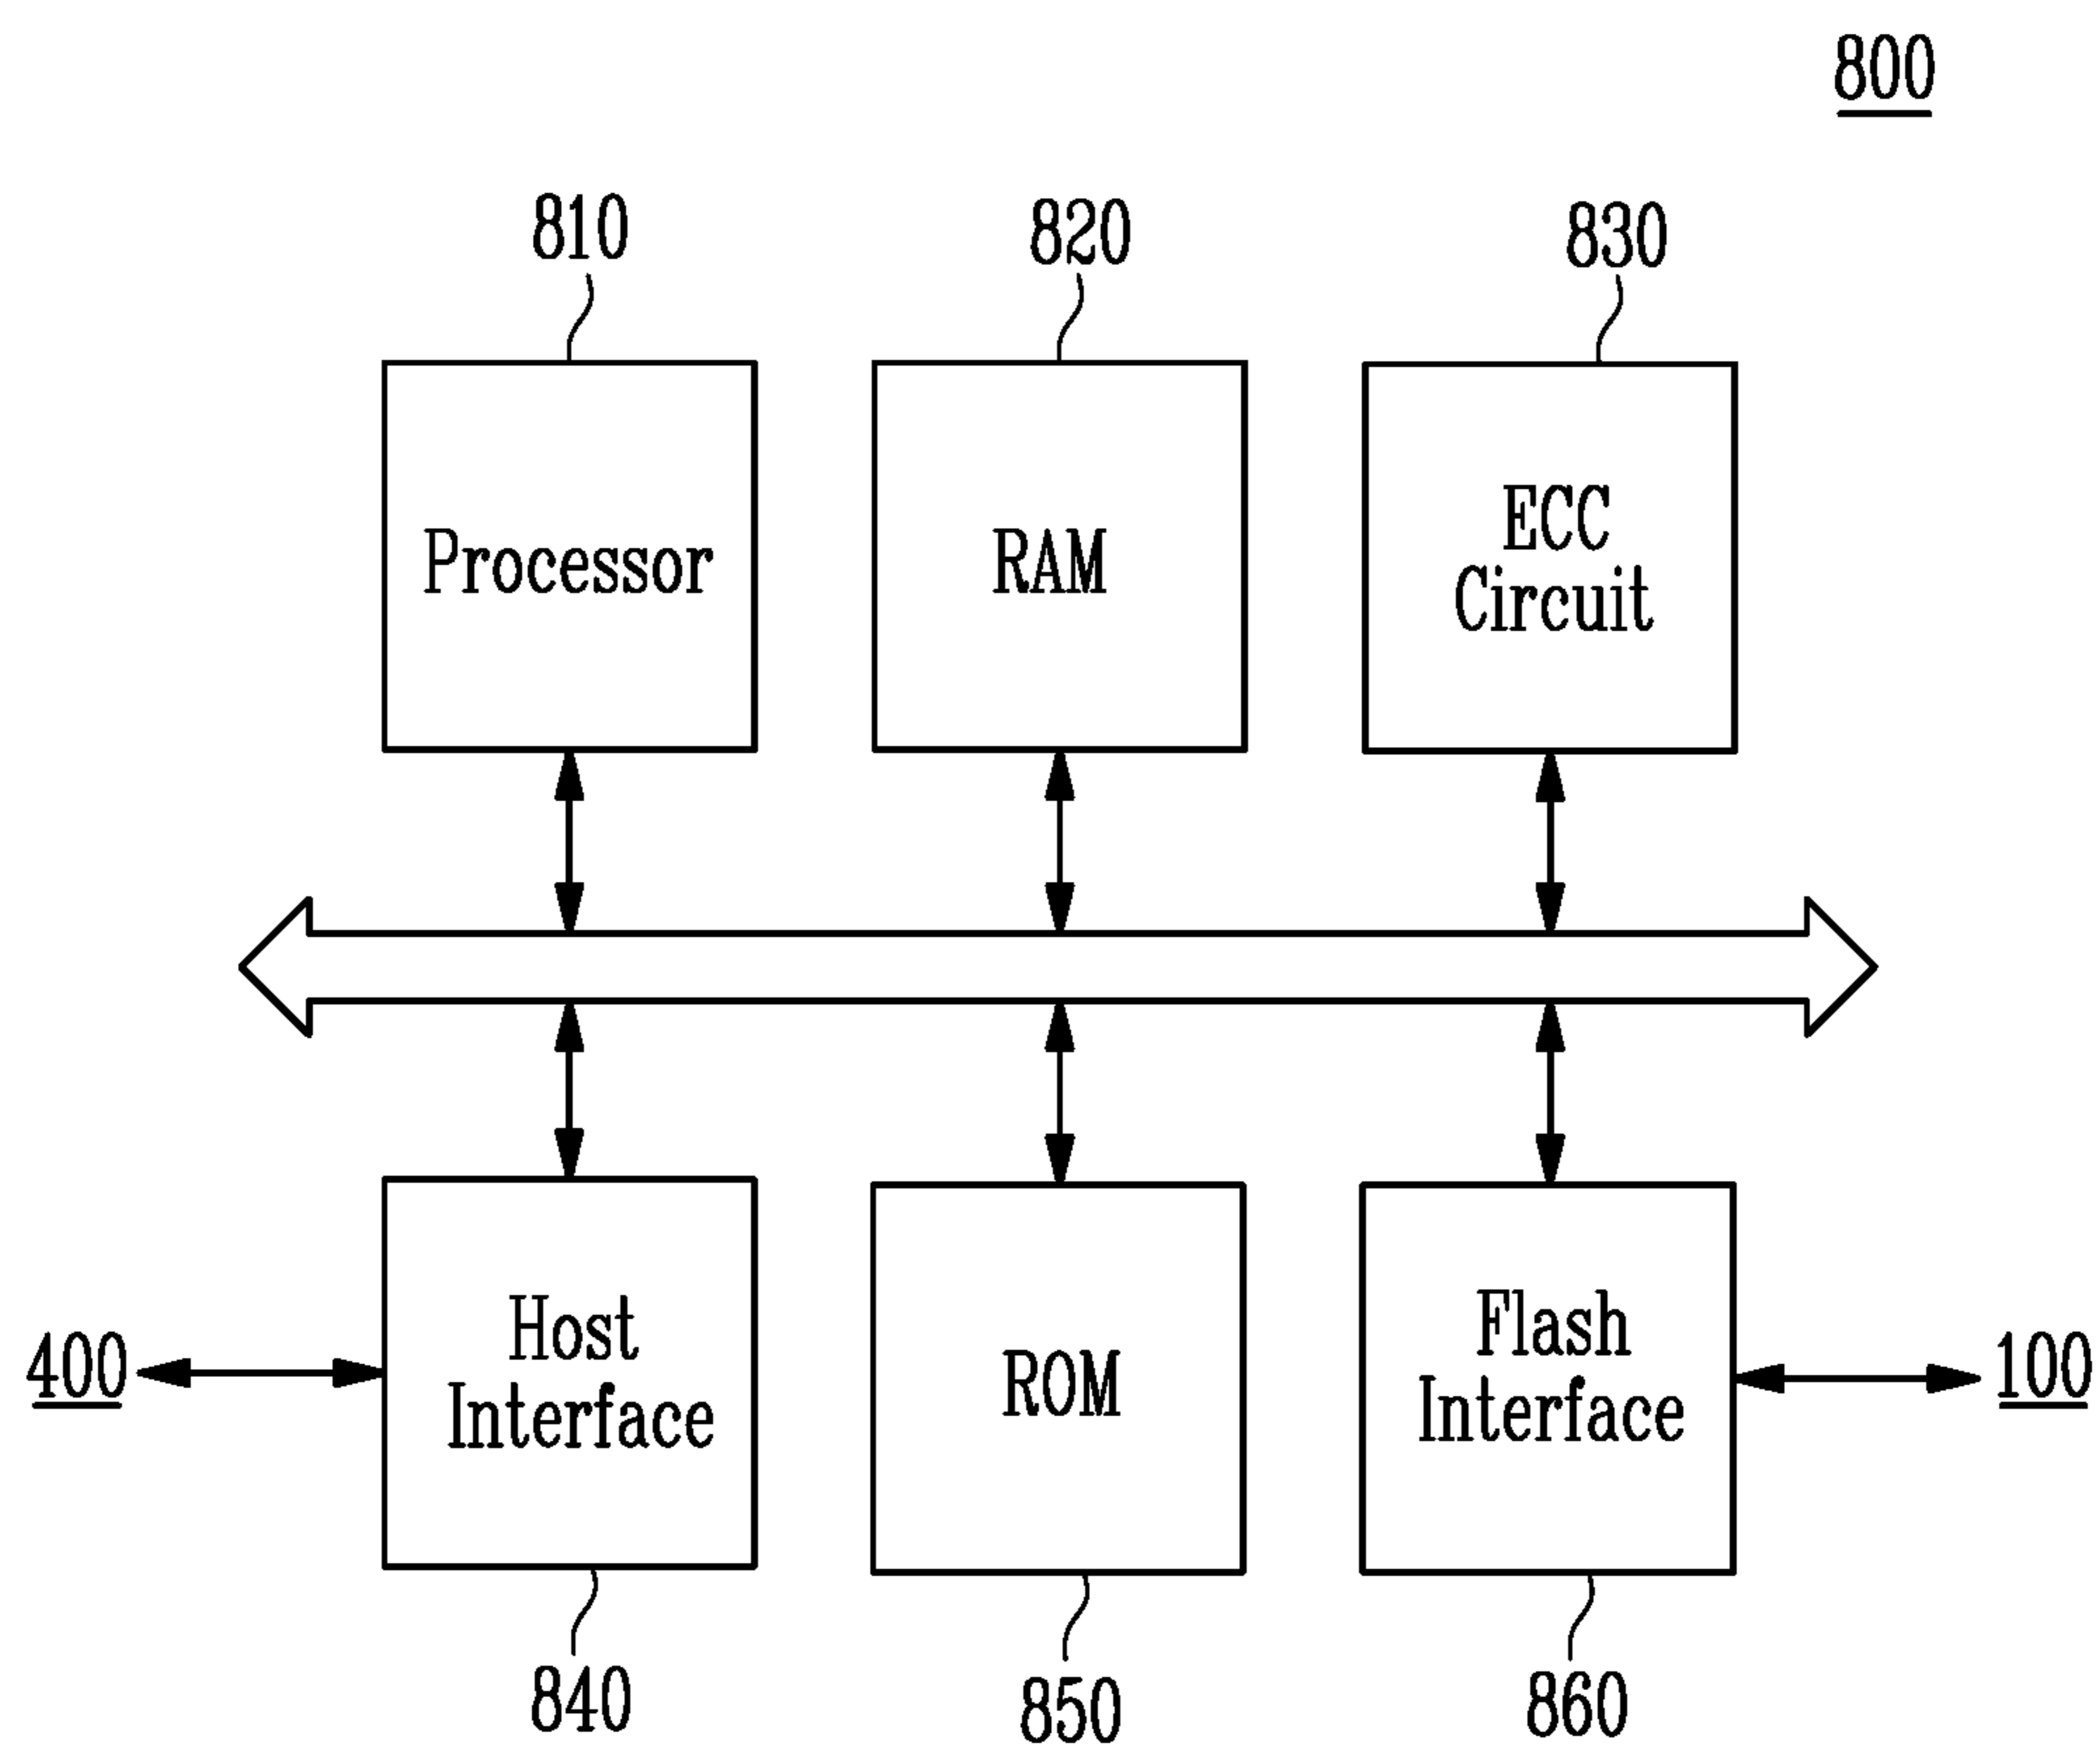 800
810
820
830
Processor
RAM
ECC
Circuit
400
Host
Interface
ROM
Flash
Interface
100
840
850
860